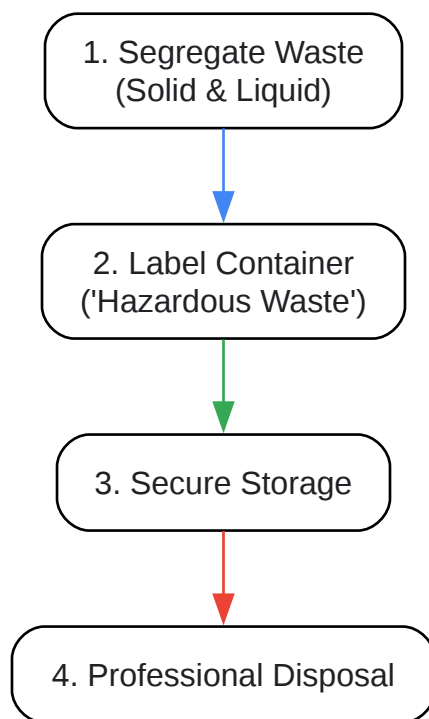 1. Segregate Waste
(Solid & Liquid)
2. Label Container
('Hazardous Waste')
3. Secure Storage
4. Professional Disposal